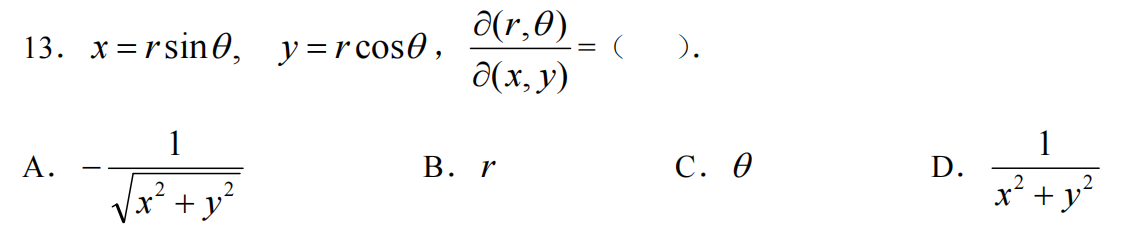 13. x = r sinθ, y = r cosθ, ∂(r,θ)/∂(x,y) = ( ).
A. −1/√(x²+y²) B. r C. θ D. 1/(x²+y²)